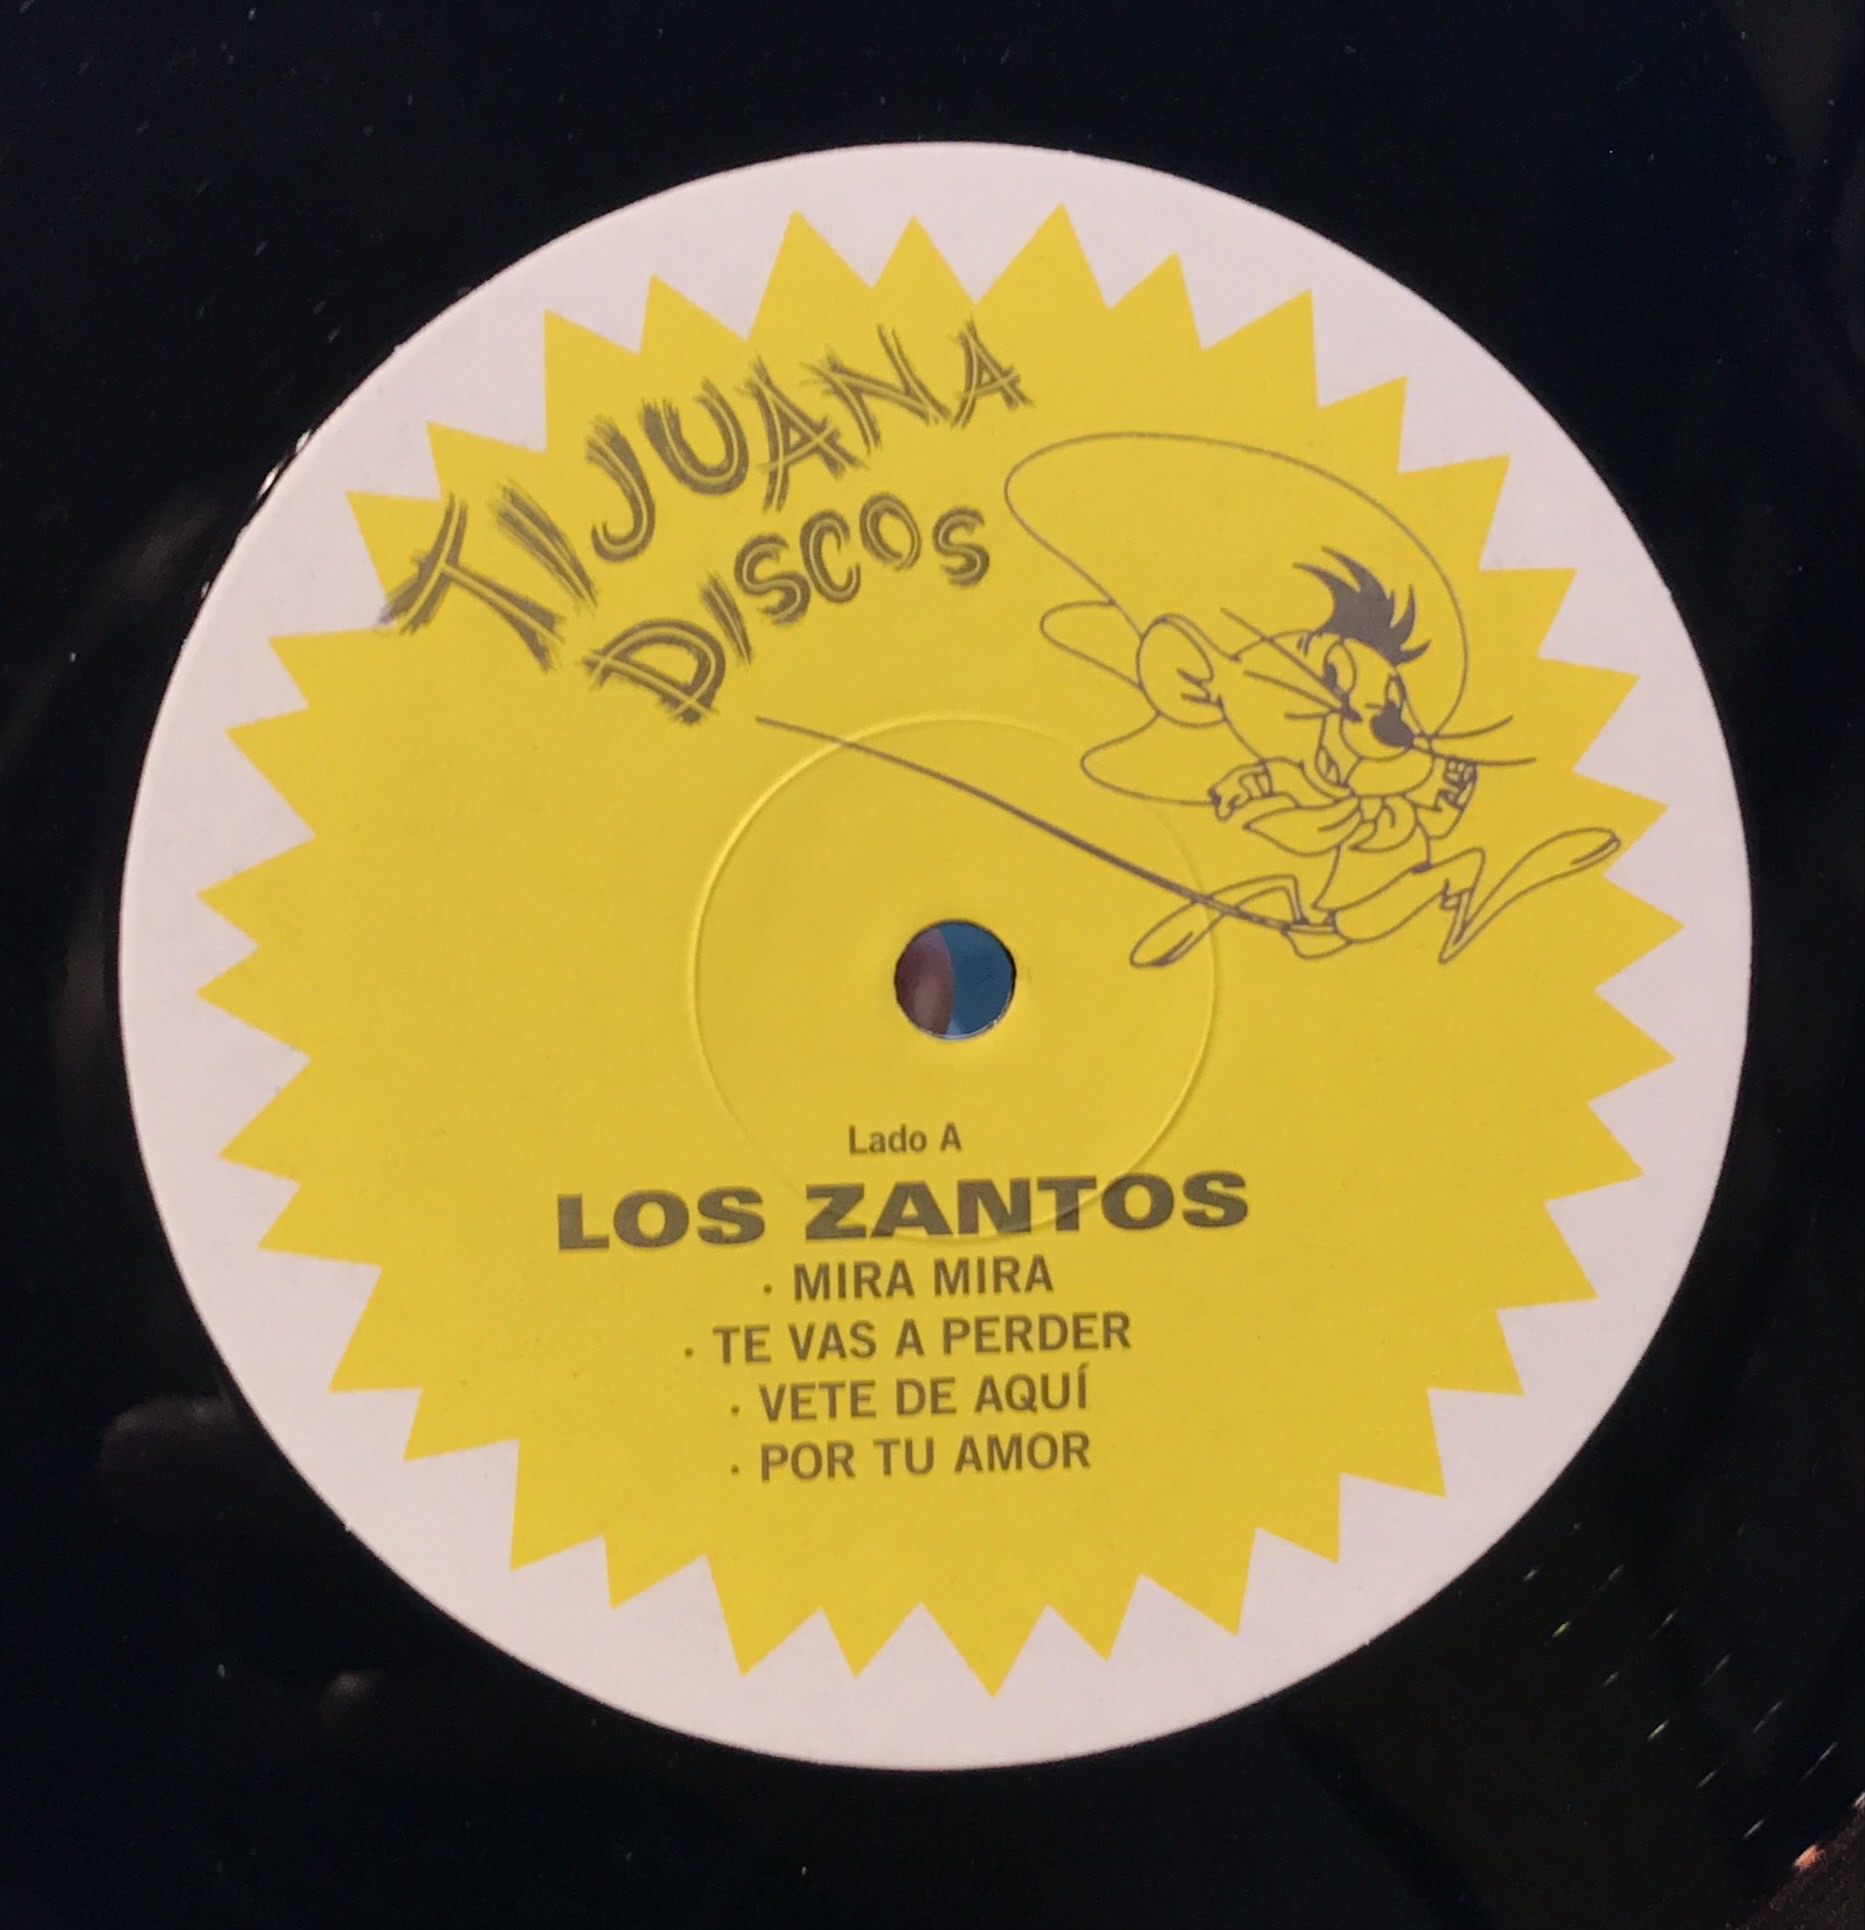 TIJUANA
DISCOS
Lado A
LOS ZANTOS
· MIRA MIRA
· TE VAS A PERDER
· VETE DE AQUÍ
· POR TU AMOR